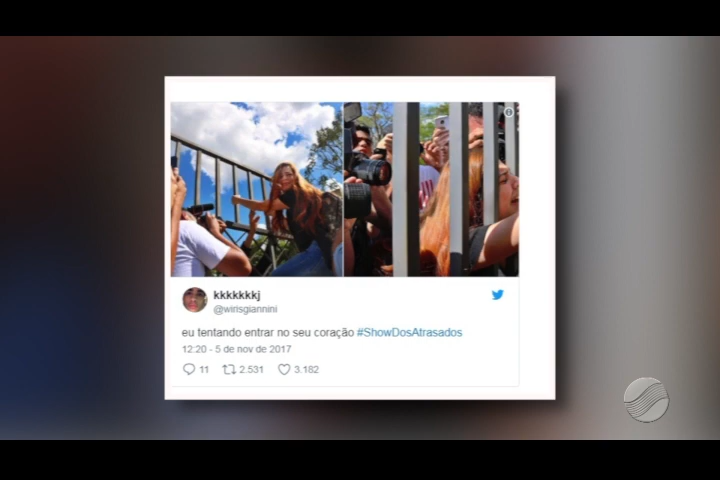 kkkkkkkj
@wirisgiannini
eu tentando entrar no seu coração #ShowDosAtrasados
12:20 - 5 de nov de 2017
11 2.531 3.182